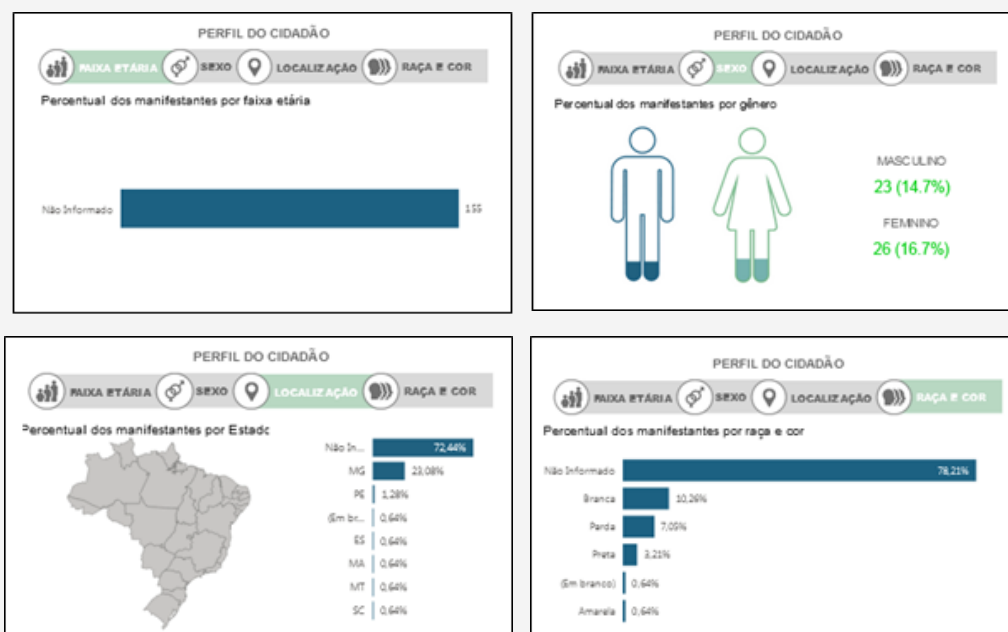 PERFIL DO CIDADÃO
FAIXA ETÁRIA SEXO LOCALIZAÇÃO RAÇA E COR
Percentual dos manifestantes por faixa etária
Não Informado 155
PERFIL DO CIDADÃO
FAIXA ETÁRIA SEXO LOCALIZAÇÃO RAÇA E COR
Percentual dos manifestantes por gênero
MASCULINO
23 (14.7%)
FEMININO
26 (16.7%)
PERFIL DO CIDADÃO
FAIXA ETÁRIA SEXO LOCALIZAÇÃO RAÇA E COR
Percentual dos manifestantes por Estado
Não In... 72,44%
MG 23,08%
PE 1,28%
(Em br... 0,64%
ES 0,64%
MA 0,64%
MT 0,64%
SC 0,64%
PERFIL DO CIDADÃO
FAIXA ETÁRIA SEXO LOCALIZAÇÃO RAÇA E COR
Percentual dos manifestantes por raça e cor
Não Informado 78,21%
Branca 10,26%
Parda 7,05%
Preta 3,21%
(Em branco) 0,64%
Amarela 0,64%